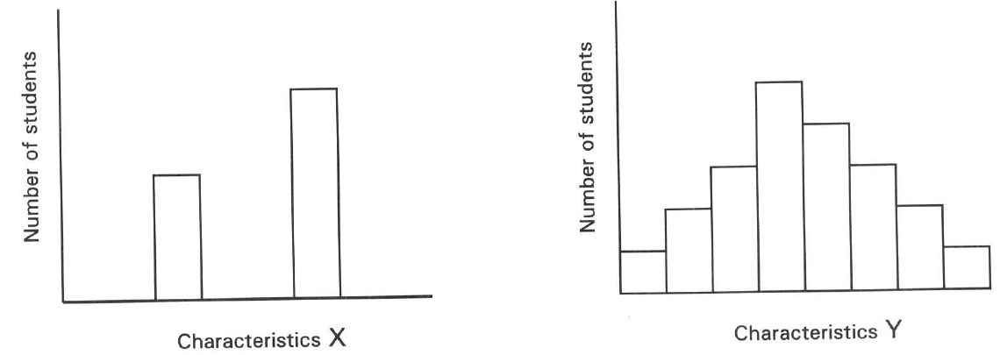 Number of students
Characteristics X
Number of students
Characteristics Y